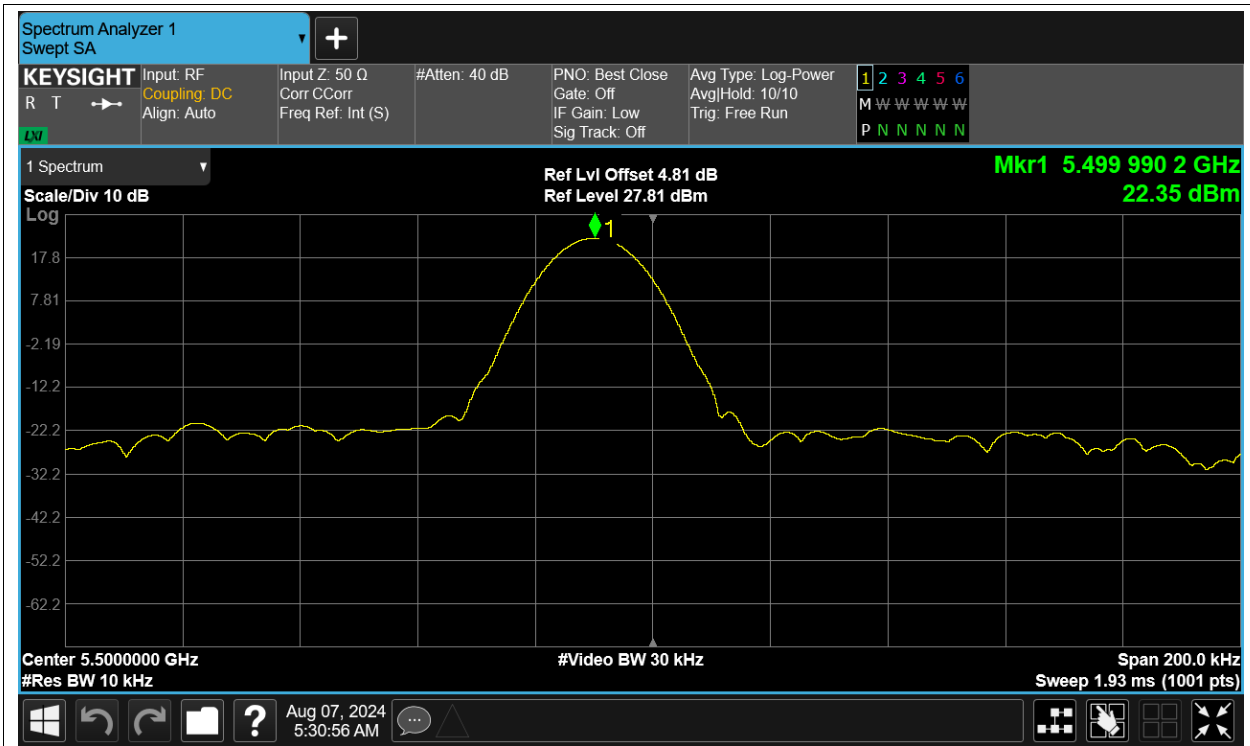 Spectrum Analyzer 1
Swept SA
+
KEYSIGHT
R T
LXI
Input: RF
Coupling: DC
Align: Auto
Input Z: 50 Ω
Corr CCorr
Freq Ref: Int (S)
#Atten: 40 dB
PNO: Best Close
Gate: Off
IF Gain: Low
Sig Track: Off
Avg Type: Log-Power
Avg|Hold: 10/10
Trig: Free Run
1 2 3 4 5 6
M W W W W W
P N N N N N
1 Spectrum
Scale/Div 10 dB
Log
Ref Lvl Offset 4.81 dB
Ref Level 27.81 dBm
Mkr1 5.499 990 2 GHz
22.35 dBm
1
17.8
7.81
-2.19
-12.2
-22.2
-32.2
-42.2
-52.2
-62.2
Center 5.5000000 GHz
#Res BW 10 kHz
#Video BW 30 kHz
Span 200.0 kHz
Sweep 1.93 ms (1001 pts)
?
Aug 07, 2024
5:30:56 AM